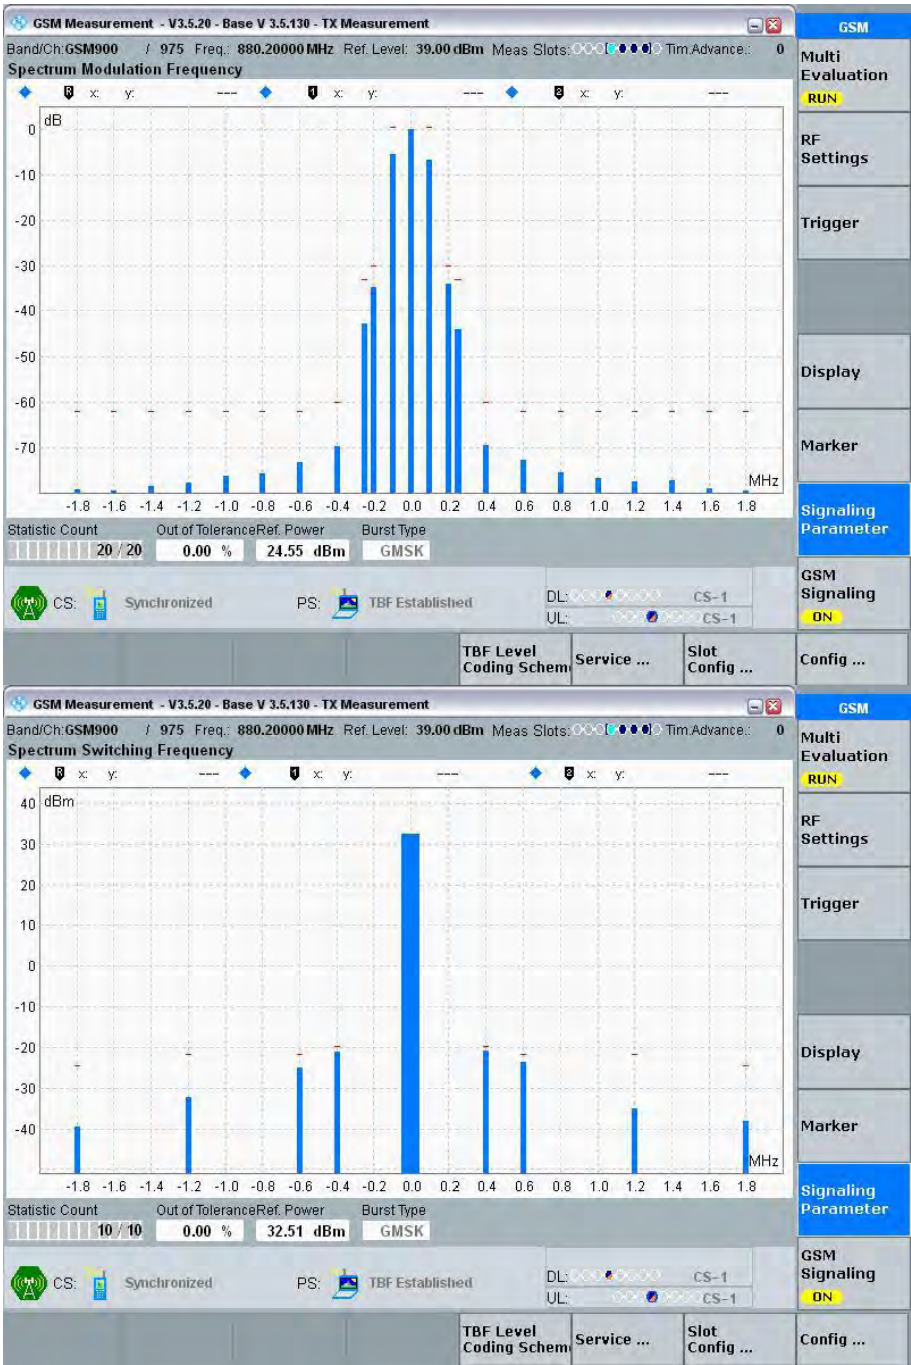 GSM Measurement - V3.5.20 - Base V 3.5.130 - TX Measurement
GSM
Band/Ch:GSM900 / 975 Freq.: 880.20000 MHz Ref. Level: 39.00 dBm Meas Slots: Tim.Advance.: 0
Spectrum Modulation Frequency
Multi
Evaluation
RUN
R x: y: --- 1 x: y: --- 2 x: y: ---
dB
0
-10
-20
-30
-40
-50
-60
-70
MHz
-1.8 -1.6 -1.4 -1.2 -1.0 -0.8 -0.6 -0.4 -0.2 0.0 0.2 0.4 0.6 0.8 1.0 1.2 1.4 1.6 1.8
RF
Settings
Trigger
Display
Marker
Signaling
Parameter
Statistic Count Out of Tolerance Ref. Power Burst Type
20 / 20 0.00 % 24.55 dBm GMSK
GSM
Signaling
ON
CS: Synchronized PS: TBF Established
DL: CS-1
UL: CS-1
TBF Level
Coding Schem
Service ...
Slot
Config ...
Config ...
GSM Measurement - V3.5.20 - Base V 3.5.130 - TX Measurement
GSM
Band/Ch:GSM900 / 975 Freq.: 880.20000 MHz Ref. Level: 39.00 dBm Meas Slots: Tim.Advance.: 0
Spectrum Switching Frequency
Multi
Evaluation
RUN
R x: y: --- 1 x: y: --- 2 x: y: ---
dBm
40
30
20
10
0
-10
-20
-30
-40
MHz
-1.8 -1.6 -1.4 -1.2 -1.0 -0.8 -0.6 -0.4 -0.2 0.0 0.2 0.4 0.6 0.8 1.0 1.2 1.4 1.6 1.8
RF
Settings
Trigger
Display
Marker
Signaling
Parameter
Statistic Count Out of Tolerance Ref. Power Burst Type
10 / 10 0.00 % 32.51 dBm GMSK
GSM
Signaling
ON
CS: Synchronized PS: TBF Established
DL: CS-1
UL: CS-1
TBF Level
Coding Schem
Service ...
Slot
Config ...
Config ...